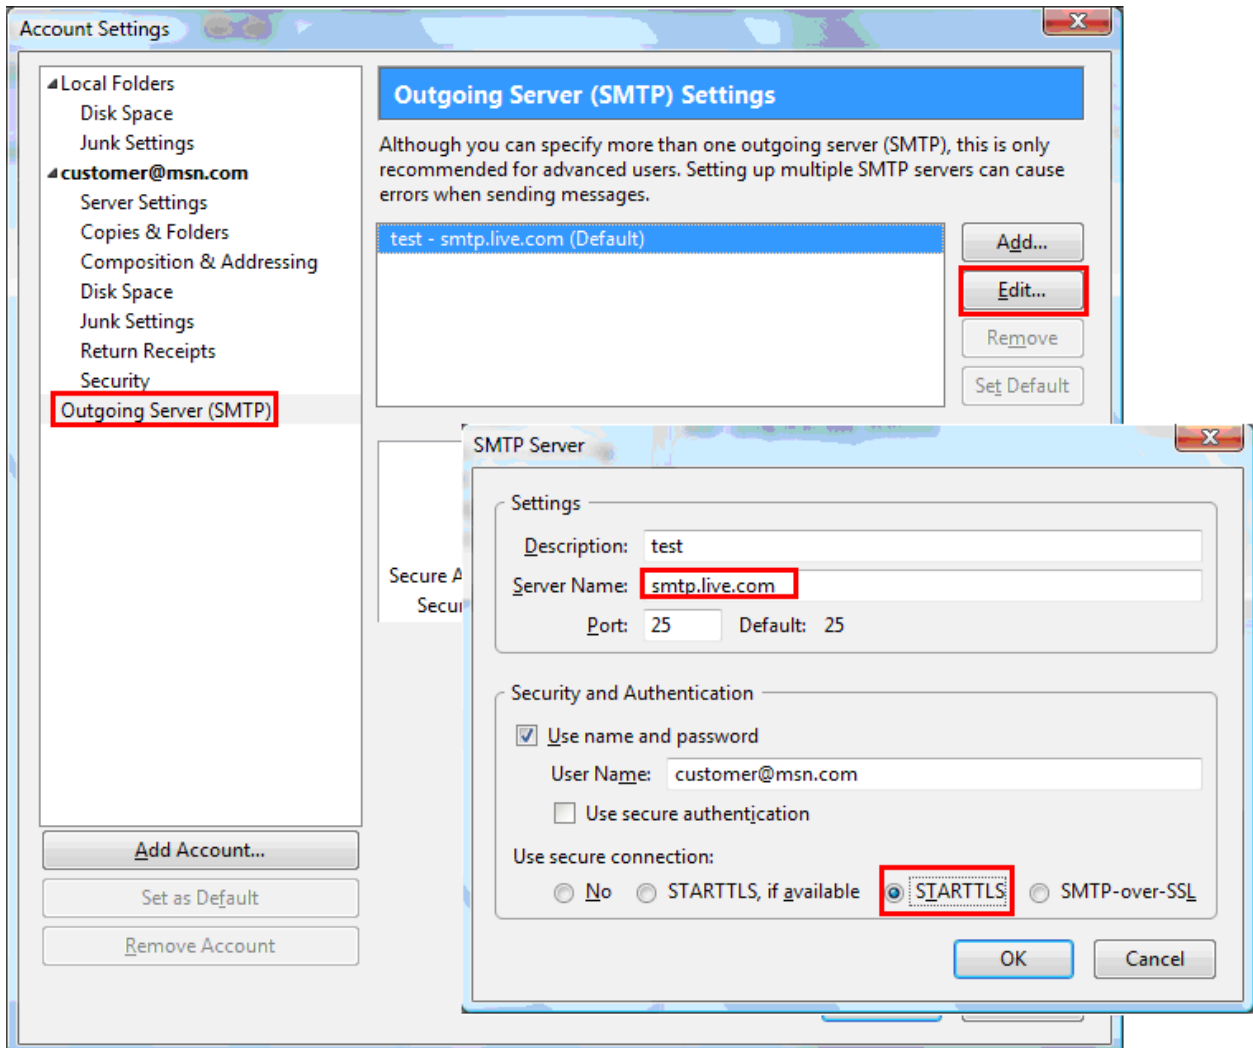 Account Settings
Local Folders
Disk Space
Junk Settings
customer@msn.com
Server Settings
Copies & Folders
Composition & Addressing
Disk Space
Junk Settings
Return Receipts
Security
Outgoing Server (SMTP)
Add Account...
Set as Default
Remove Account
Outgoing Server (SMTP) Settings
Although you can specify more than one outgoing server (SMTP), this is only
recommended for advanced users. Setting up multiple SMTP servers can cause
errors when sending messages.
test - smtp.live.com (Default)
Add...
Edit...
Remove
Set Default
Secure A
Secur
SMTP Server
Settings
Description: test
Server Name: smtp.live.com
Port: 25 Default: 25
Security and Authentication
Use name and password
User Name: customer@msn.com
Use secure authentication
Use secure connection:
No STARTTLS, if available STARTTLS SMTP-over-SSL
OK Cancel